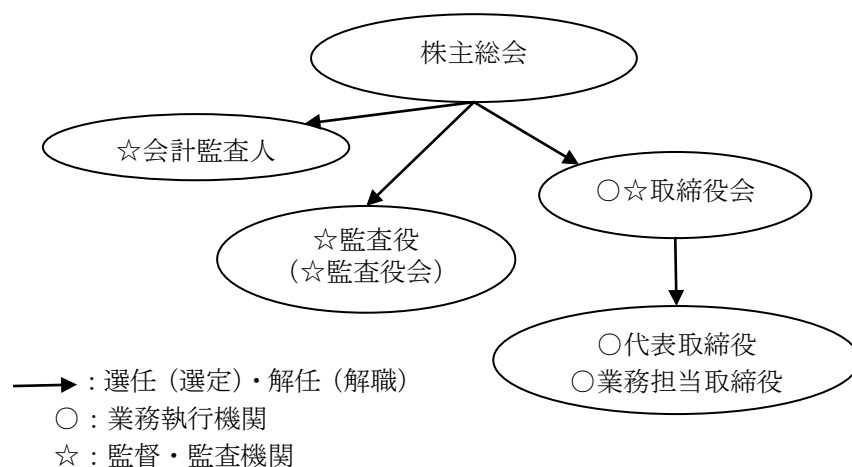 株主総会
☆会計監査人
○☆取締役会
☆監査役
（☆監査役会）
○代表取締役
○業務担当取締役
：選任（選定）・解任（解職）
○：業務執行機関
☆：監督・監査機関